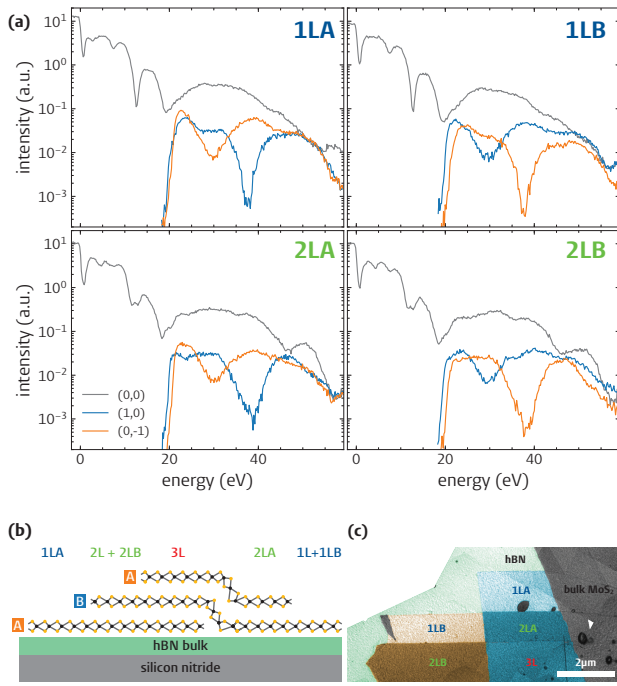 (a)
1LA
1LB
intensity (a.u.)
10¹
10⁰
10⁻¹
10⁻²
10⁻³
2LA
2LB
intensity (a.u.)
10¹
10⁰
10⁻¹
10⁻²
10⁻³
(0,0)
(1,0)
(0,-1)
0 20 40 0 20 40
energy (eV) energy (eV)
(b)
1LA 2L + 2LB 3L 2LA 1L+1LB
A
B
A
hBN bulk
silicon nitride
(c)
hBN
bulk MoS₂
1LA
1LB 2LA
2LB
2µm